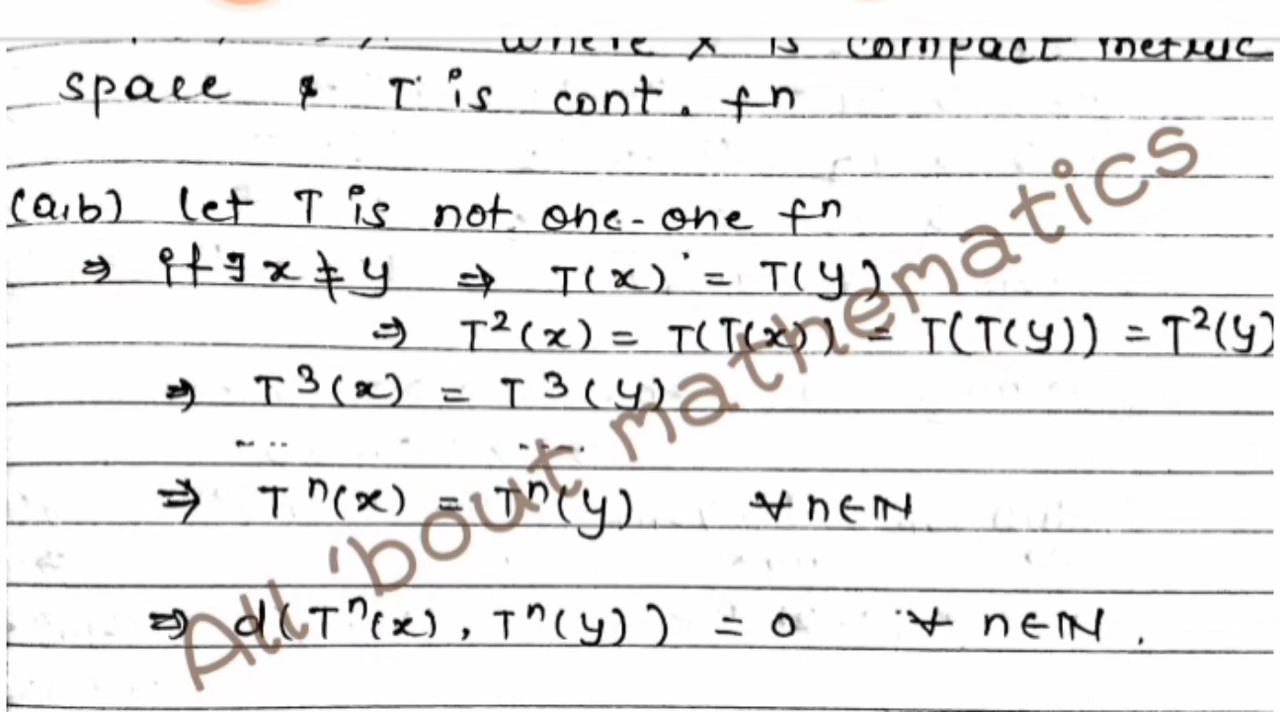 where X is compact metric
space & T is cont. fn
(a,b) let T is not one-one fn
⇒ if ∃ x ≠ y ⇒ T(x) = T(y)
⇒ T²(x) = T(T(x)) = T(T(y)) = T²(y)
⇒ T³(x) = T³(y)
.... .....
⇒ Tⁿ(x) = Tⁿ(y) ∀ n∈ℕ
⇒ d(Tⁿ(x), Tⁿ(y)) = 0 ∀ n∈ℕ.
All 'bout mathematics